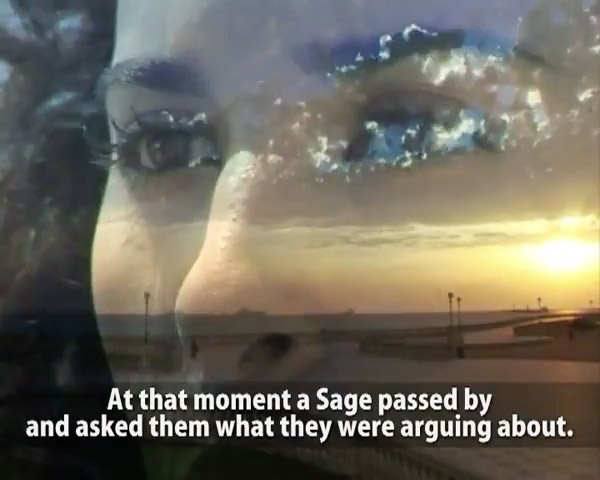 At that moment a Sage passed by
and asked them what they were arguing about.